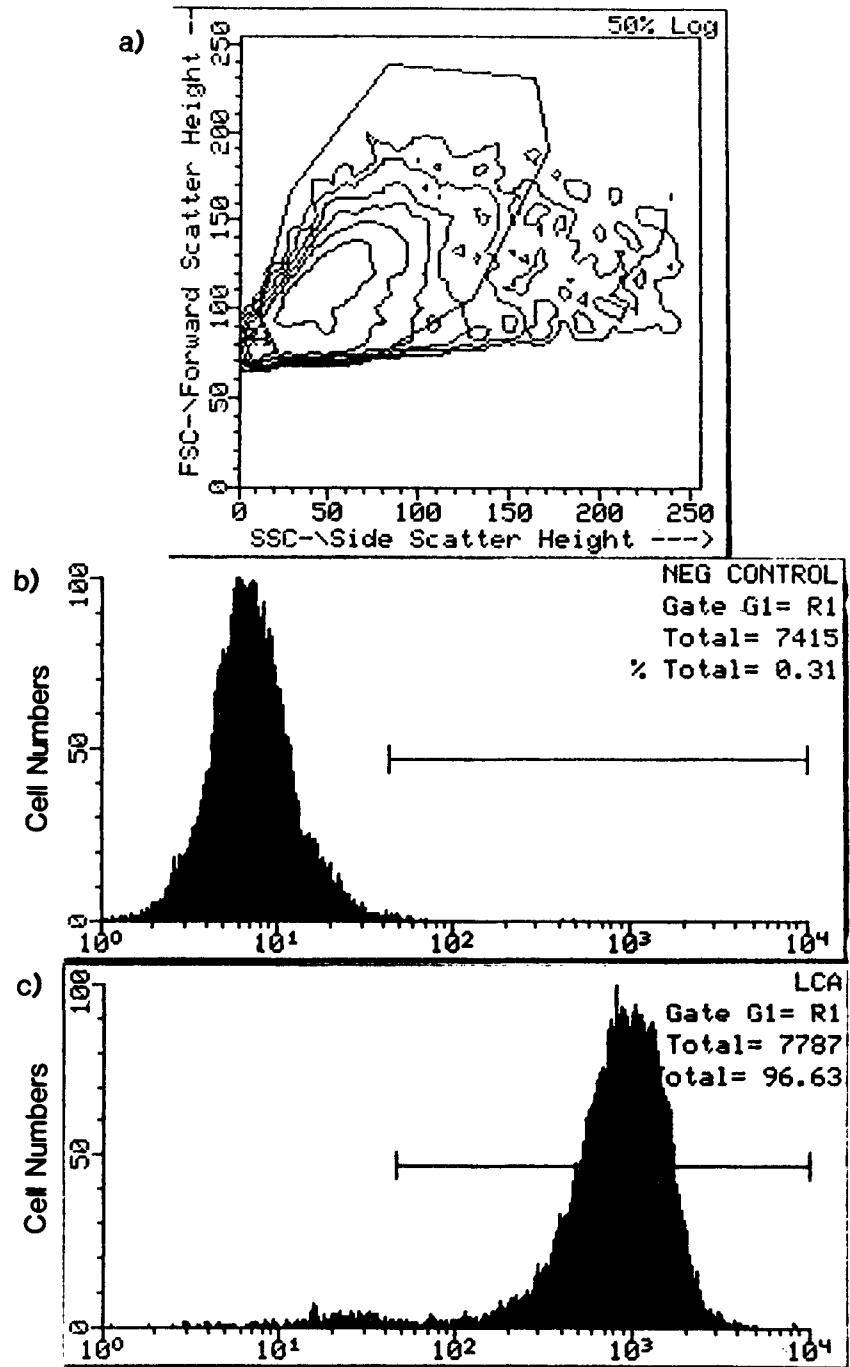 a)
50% Log
FSC-\Forward Scatter Height --
250
200
150
100
50
0
0 50 100 150 200 250
SSC-\Side Scatter Height --->
b)
NEG CONTROL
Gate G1= R1
Total= 7415
% Total= 0.31
Cell Numbers
100
50
0
10⁰ 10¹ 10² 10³ 10⁴
c)
LCA
Gate G1= R1
Total= 7787
otal= 96.63
Cell Numbers
100
50
0
10⁰ 10¹ 10² 10³ 10⁴